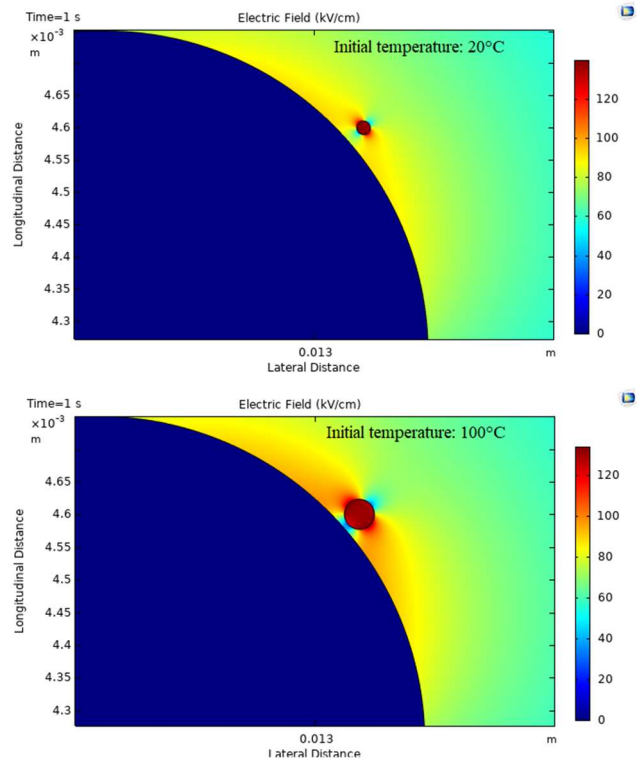 Time=1 s
Electric Field (kV/cm)
×10⁻³
m
Initial temperature: 20°C
4.65
4.6
4.55
4.5
4.45
4.4
4.35
4.3
Longitudinal Distance
0.013
m
Lateral Distance
120
100
80
60
40
20
0
Time=1 s
Electric Field (kV/cm)
×10⁻³
m
Initial temperature: 100°C
4.65
4.6
4.55
4.5
4.45
4.4
4.35
4.3
Longitudinal Distance
0.013
m
Lateral Distance
120
100
80
60
40
20
0